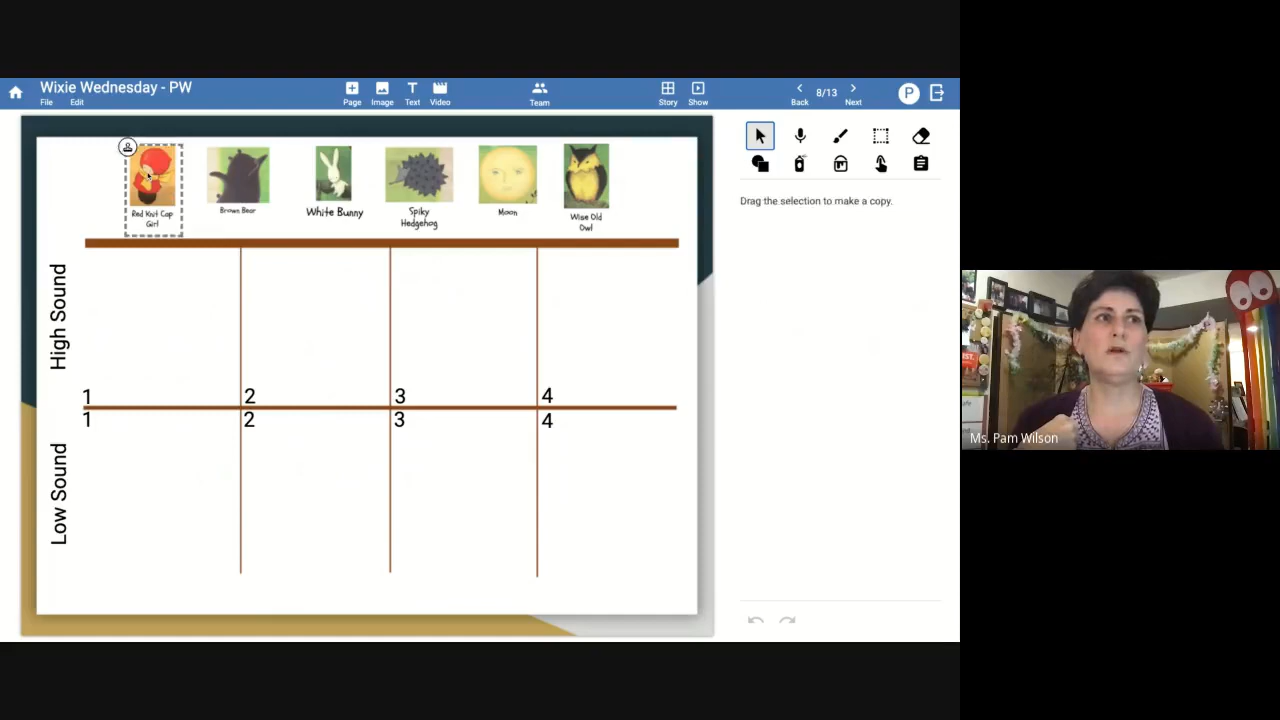 Wixie Wednesday - PW
File Edit
Page Image Text Video
Team
Story Show
Back 8/13 Next
P
Drag the selection to make a copy.
Red Knit Cap
Girl
Brown Bear
White Bunny
Spiky
Hedgehog
Moon
Wise Old
Owl
High Sound
1 2 3 4
1 2 3 4
Low Sound
Ms. Pam Wilson